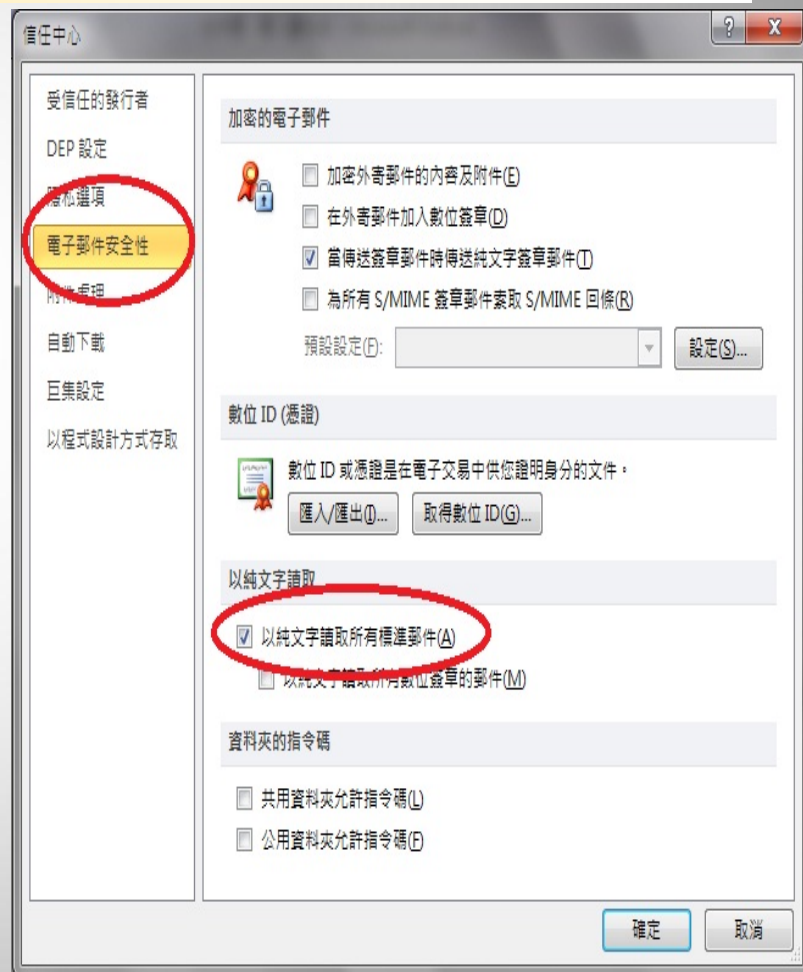 信任中心
受信任的發行者
DEP 設定
隱私選項
電子郵件安全性
附件處理
自動下載
巨集設定
以程式設計方式存取
加密的電子郵件
加密外寄郵件的內容及附件(E)
在外寄郵件加入數位簽章(D)
當傳送簽章郵件時傳送純文字簽章郵件(T)
為所有 S/MIME 簽章郵件索取 S/MIME 回條(R)
預設設定(F):
設定(S)...
數位 ID (憑證)
數位 ID 或憑證是在電子交易中供您證明身分的文件。
匯入/匯出(I)...
取得數位 ID(G)...
以純文字讀取
以純文字讀取所有標準郵件(A)
以純文字讀取所有數位簽章的郵件(M)
資料夾的指令碼
共用資料夾允許指令碼(L)
公用資料夾允許指令碼(F)
確定
取消